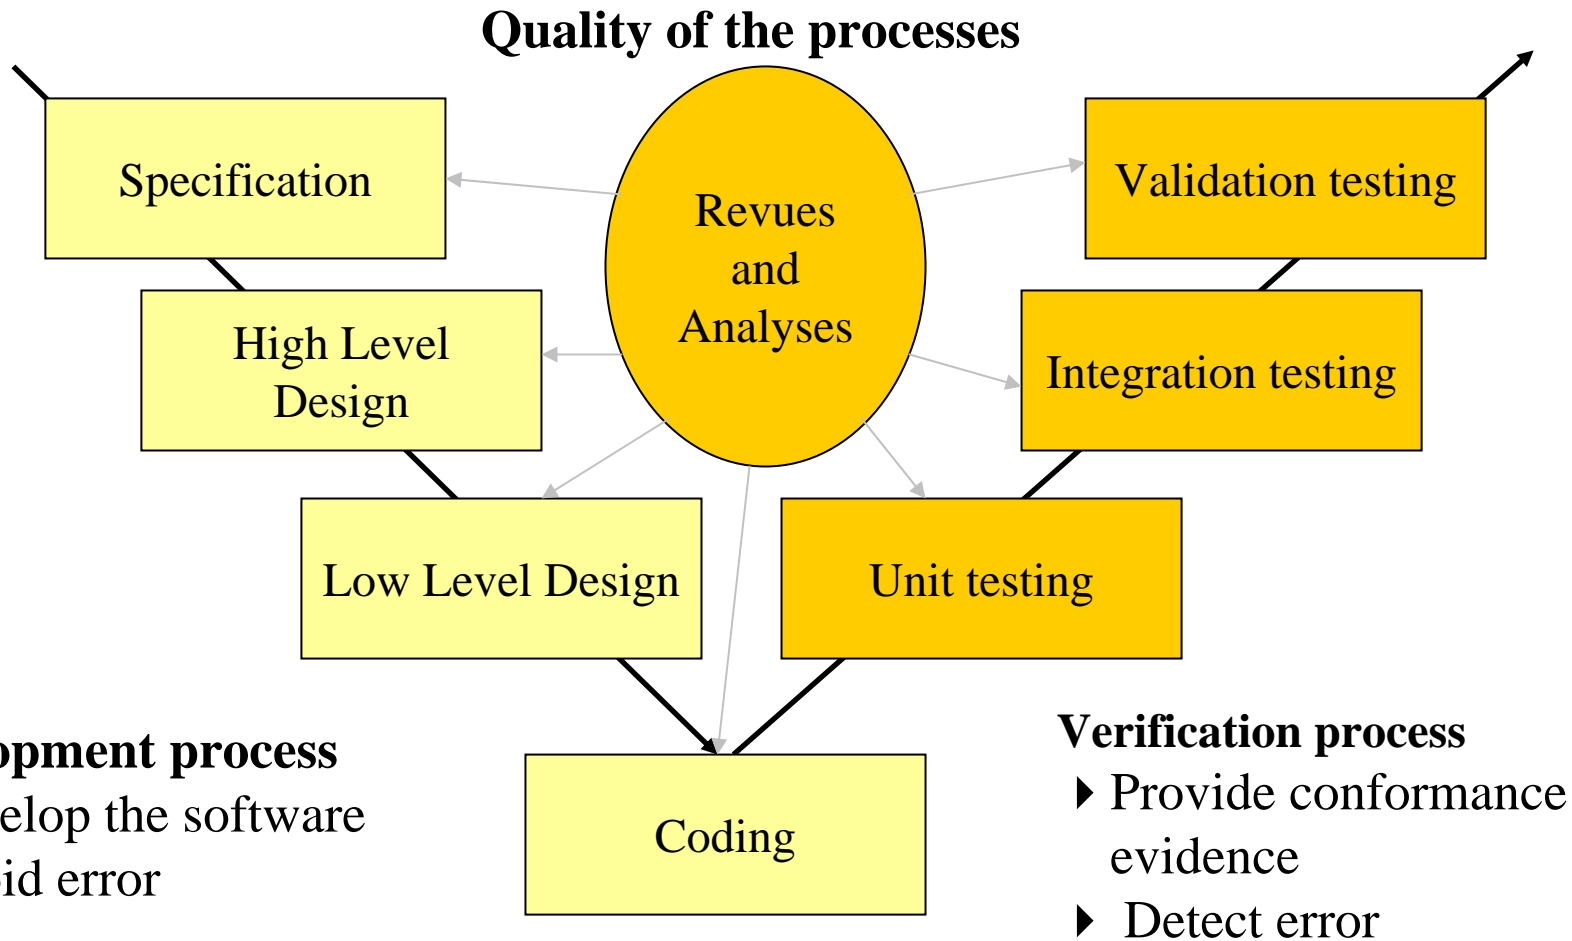 Quality of the processes
Specification
Revues
and
Analyses
Validation testing
High Level
Design
Integration testing
Low Level Design
Unit testing
Coding
opment process
elop the software
id error
Verification process
Provide conformance
evidence
Detect error